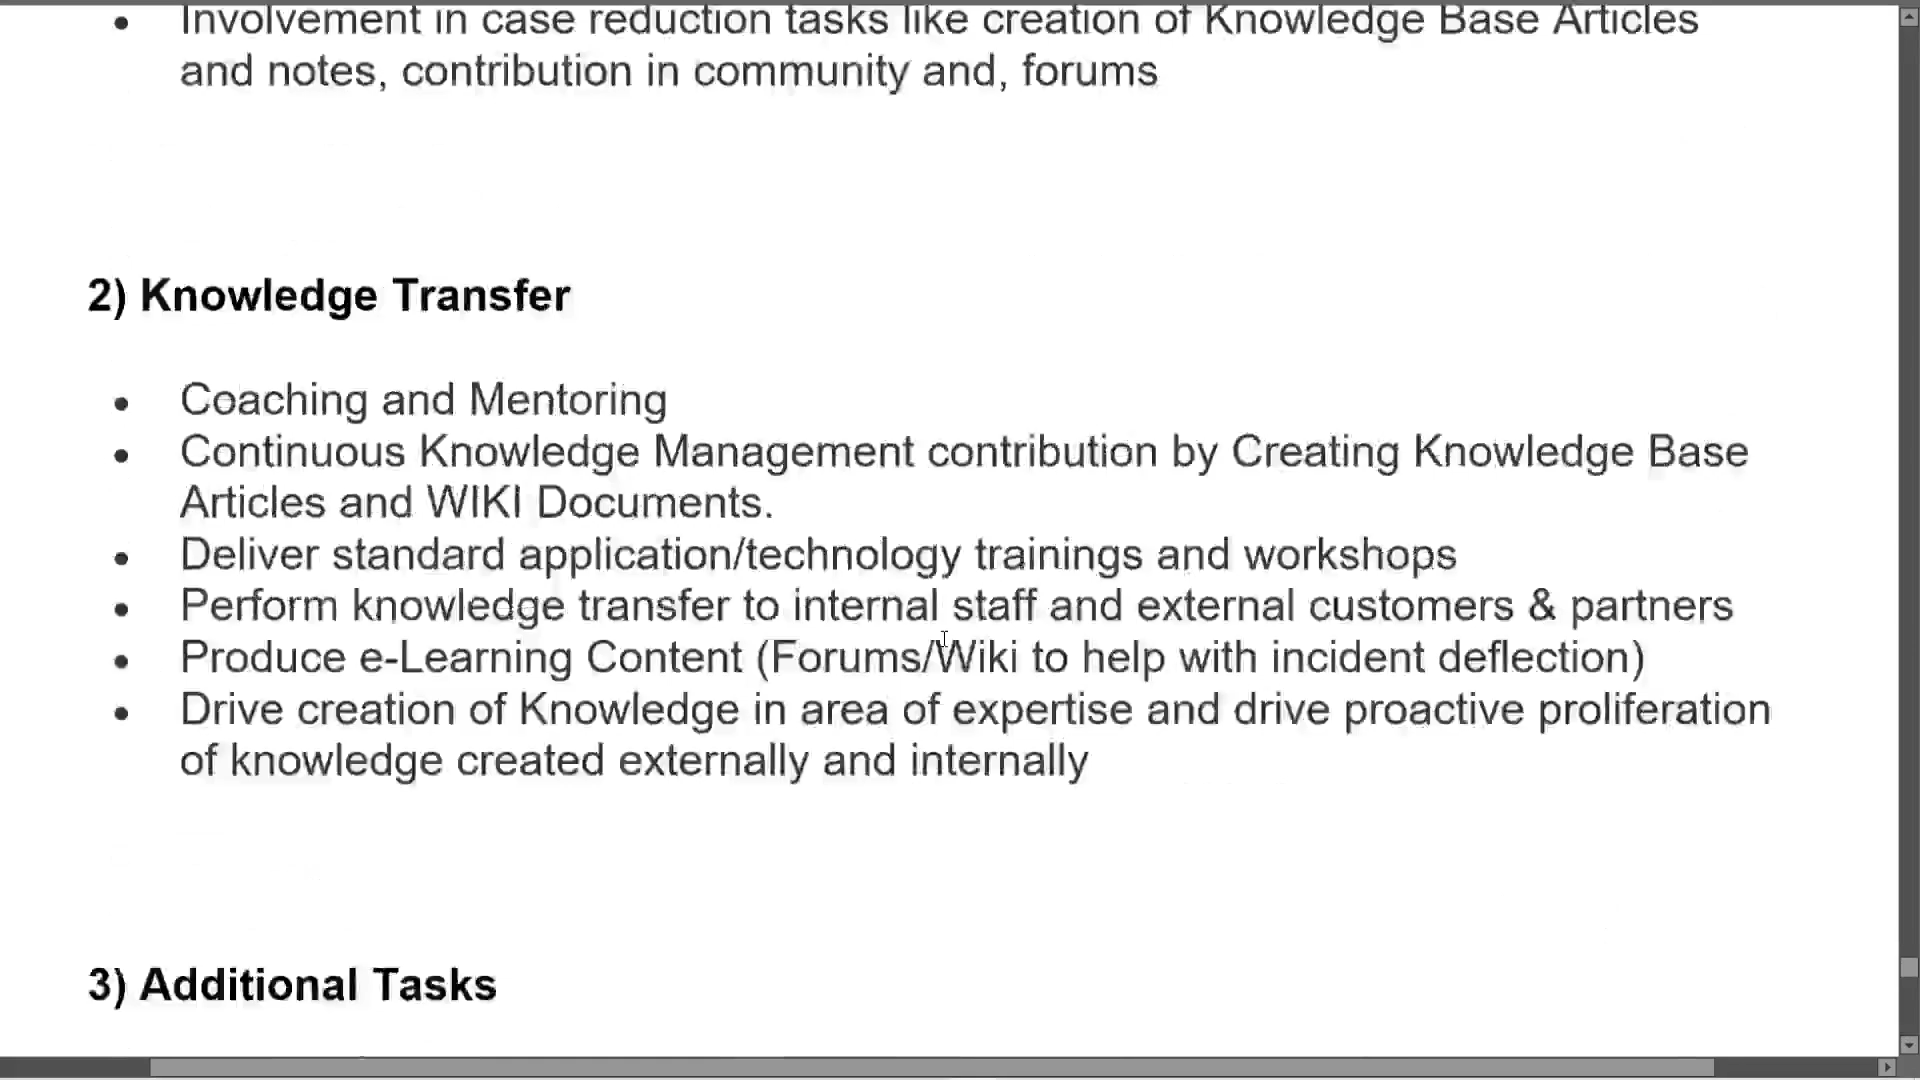 • Involvement in case reduction tasks like creation of Knowledge Base Articles
and notes, contribution in community and, forums
2) Knowledge Transfer
• Coaching and Mentoring
• Continuous Knowledge Management contribution by Creating Knowledge Base
Articles and WIKI Documents.
• Deliver standard application/technology trainings and workshops
• Perform knowledge transfer to internal staff and external customers & partners
• Produce e-Learning Content (Forums/Wiki to help with incident deflection)
• Drive creation of Knowledge in area of expertise and drive proactive proliferation
of knowledge created externally and internally
3) Additional Tasks